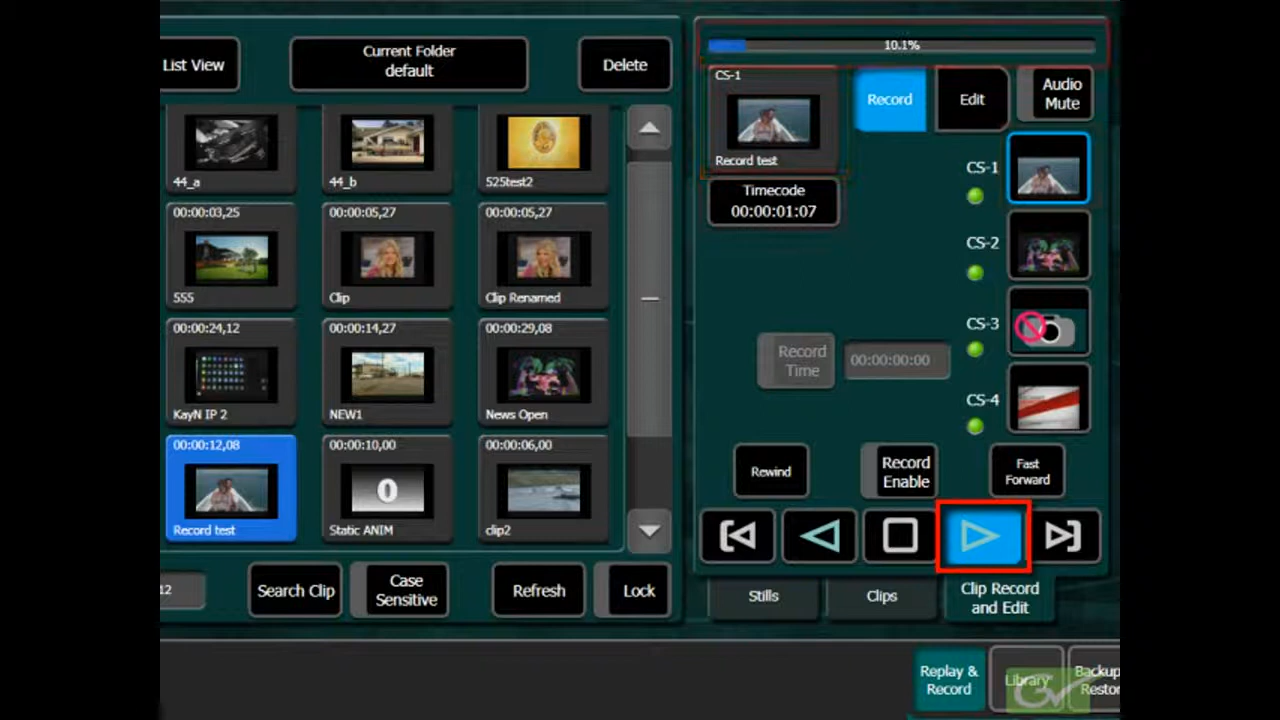 List View
Current Folder
default
Delete
44_a
44_b
525test2
00:00:03,25
00:00:05,27
00:00:05,27
555
Clip
Clip Renamed
00:00:24,12
00:00:14,27
00:00:29,08
KayN IP 2
NEW1
News Open
00:00:12,08
00:00:10,00
00:00:06,00
0
Record test
Static ANIM
clip2
12
Search Clip
Case
Sensitive
Refresh
Lock
10.1%
CS-1
Record test
Record
Edit
Audio
Mute
Timecode
00:00:01:07
CS-1
CS-2
CS-3
CS-4
Record
Time
00:00:00:00
Rewind
Record
Enable
Fast
Forward
Stills
Clips
Clip Record
and Edit
Replay &
Record
Library
Backup
Restor